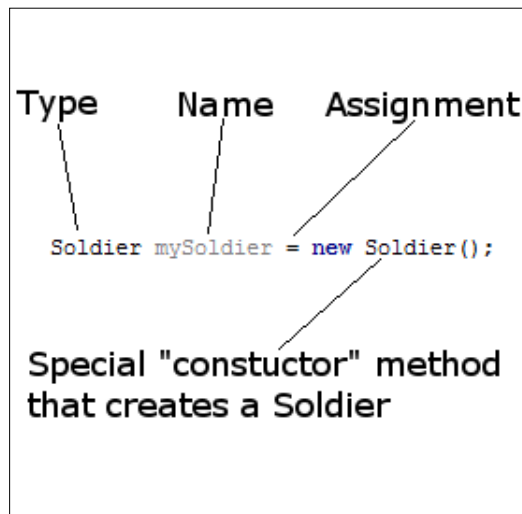 Type Name Assignment
Soldier mySoldier = new Soldier();
Special "constuctor" method
that creates a Soldier